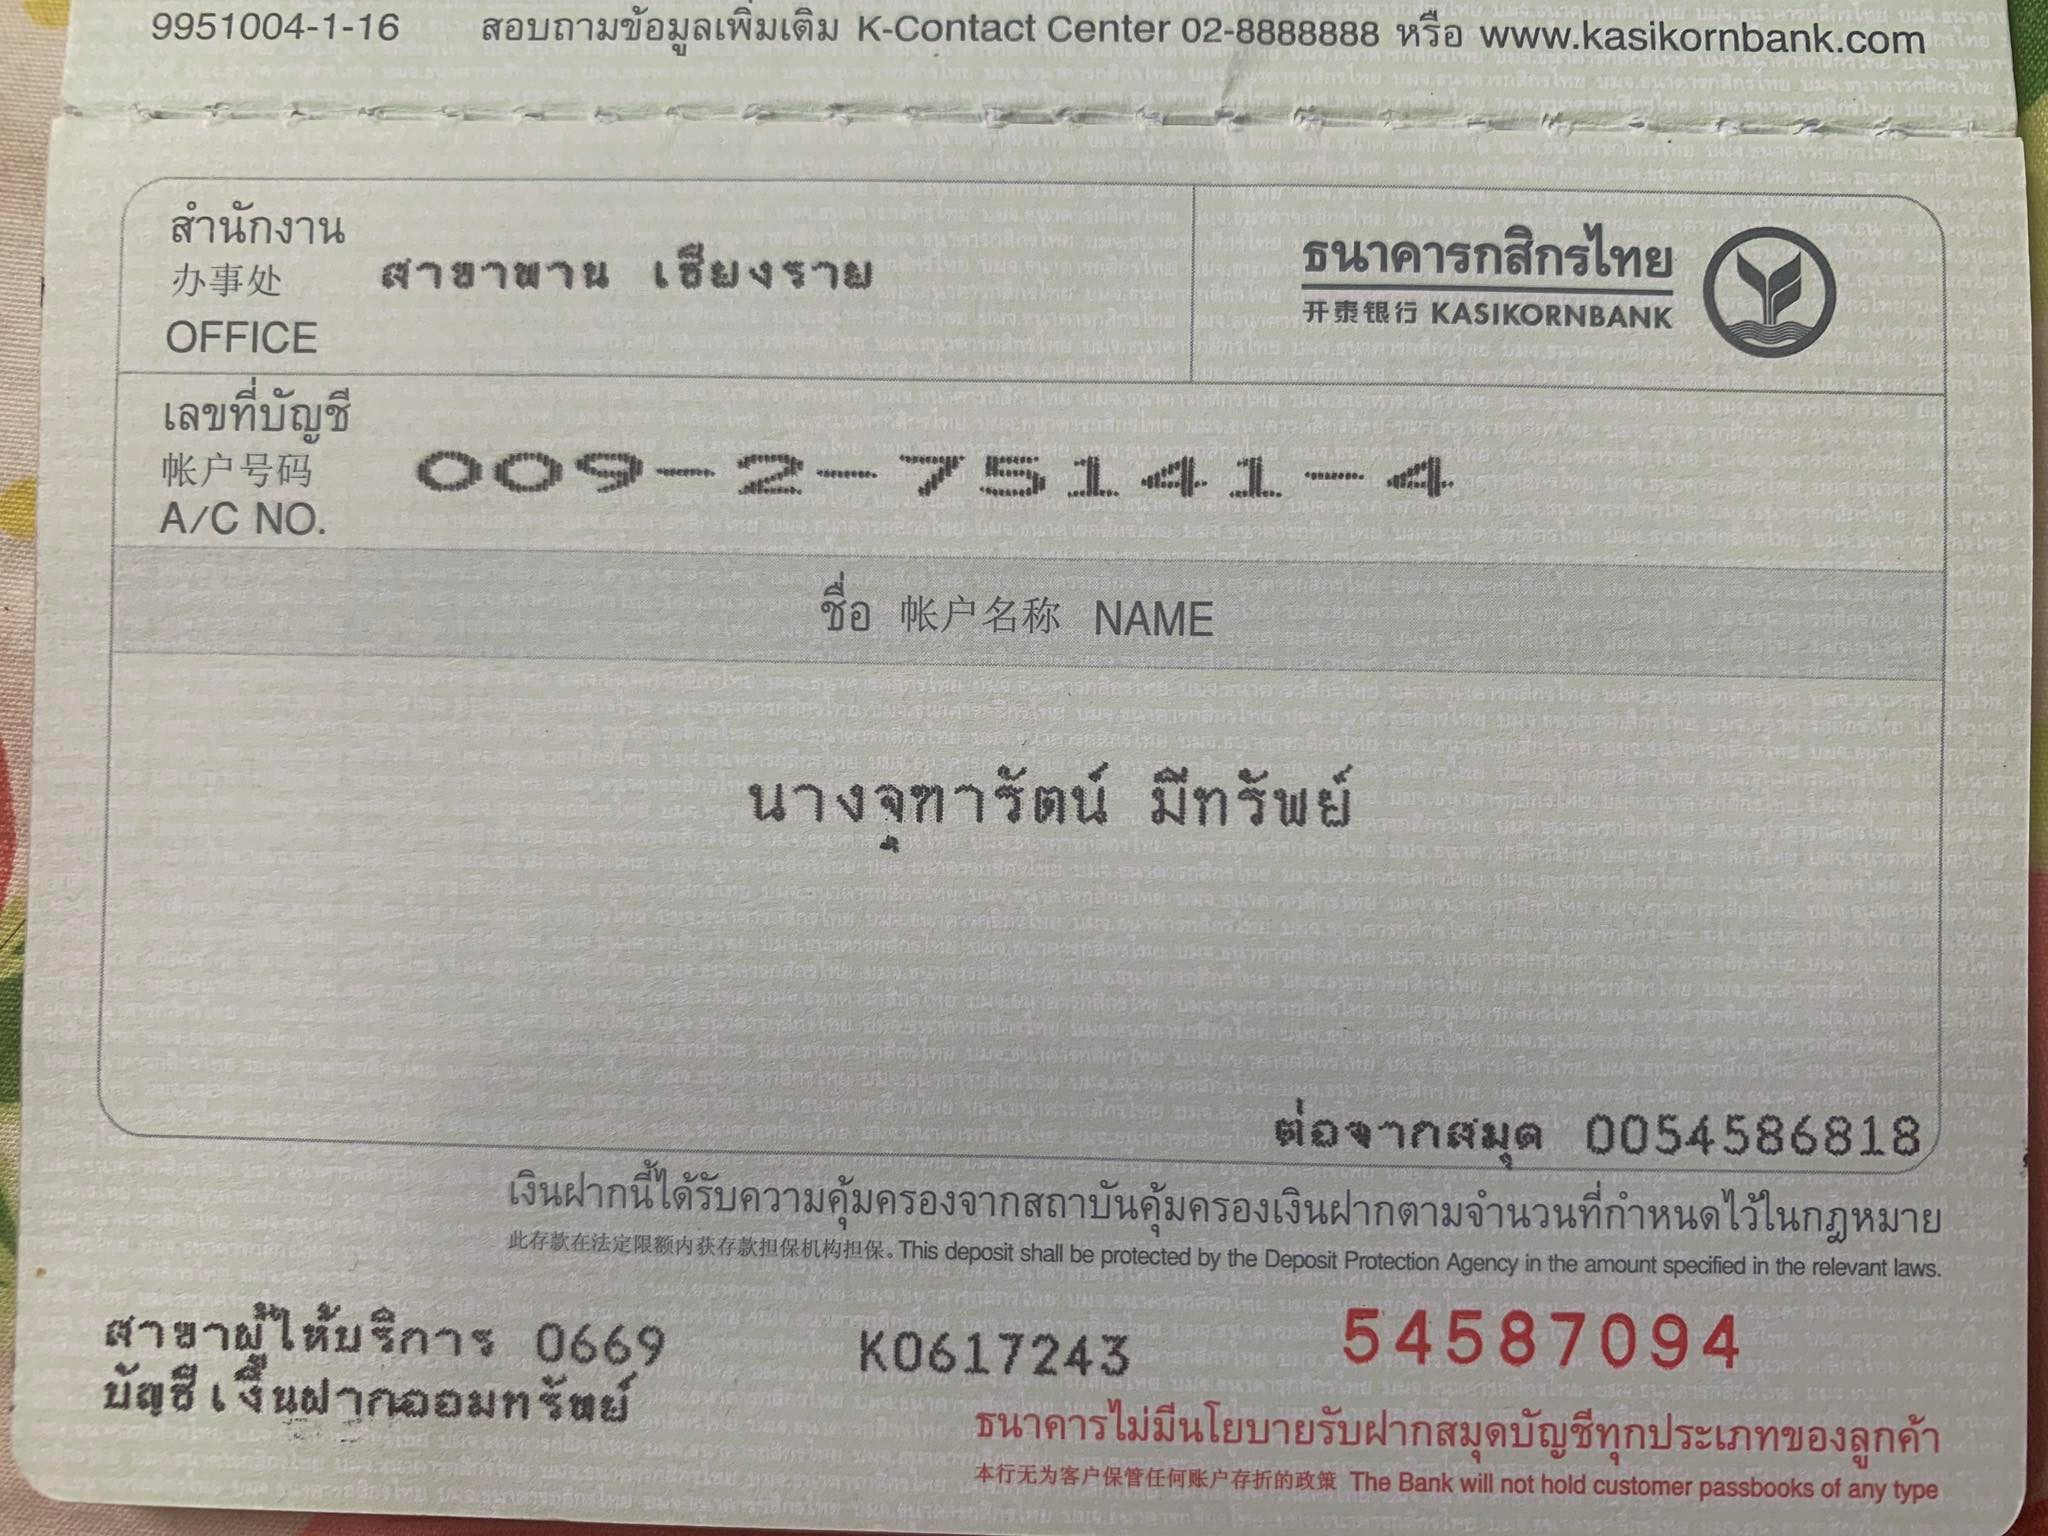 9951004-1-16 สอบถามข้อมูลเพิ่มเติม K-Contact Center 02-8888888 หรือ www.kasikornbank.com
สำนักงาน
办事处
OFFICE
สาขาพาน เชียงราย
ธนาคารกสิกรไทย
开泰银行 KASIKORNBANK
เลขที่บัญชี
帐户号码
A/C NO.
009-2-75141-4
ชื่อ 帐户名称 NAME
นางจุฑารัตน์ มีทรัพย์
ต่อจากสมุด 0054586818
เงินฝากนี้ได้รับความคุ้มครองจากสถาบันคุ้มครองเงินฝากตามจำนวนที่กำหนดไว้ในกฎหมาย
此存款在法定限额内获存款担保机构担保。This deposit shall be protected by the Deposit Protection Agency in the amount specified in the relevant laws.
สาขาผู้ให้บริการ 0669 K0617243 54587094
บัญชีเงินฝากออมทรัพย์
ธนาคารไม่มีนโยบายรับฝากสมุดบัญชีทุกประเภทของลูกค้า
本行无为客户保管任何账户存折的政策 The Bank will not hold customer passbooks of any type